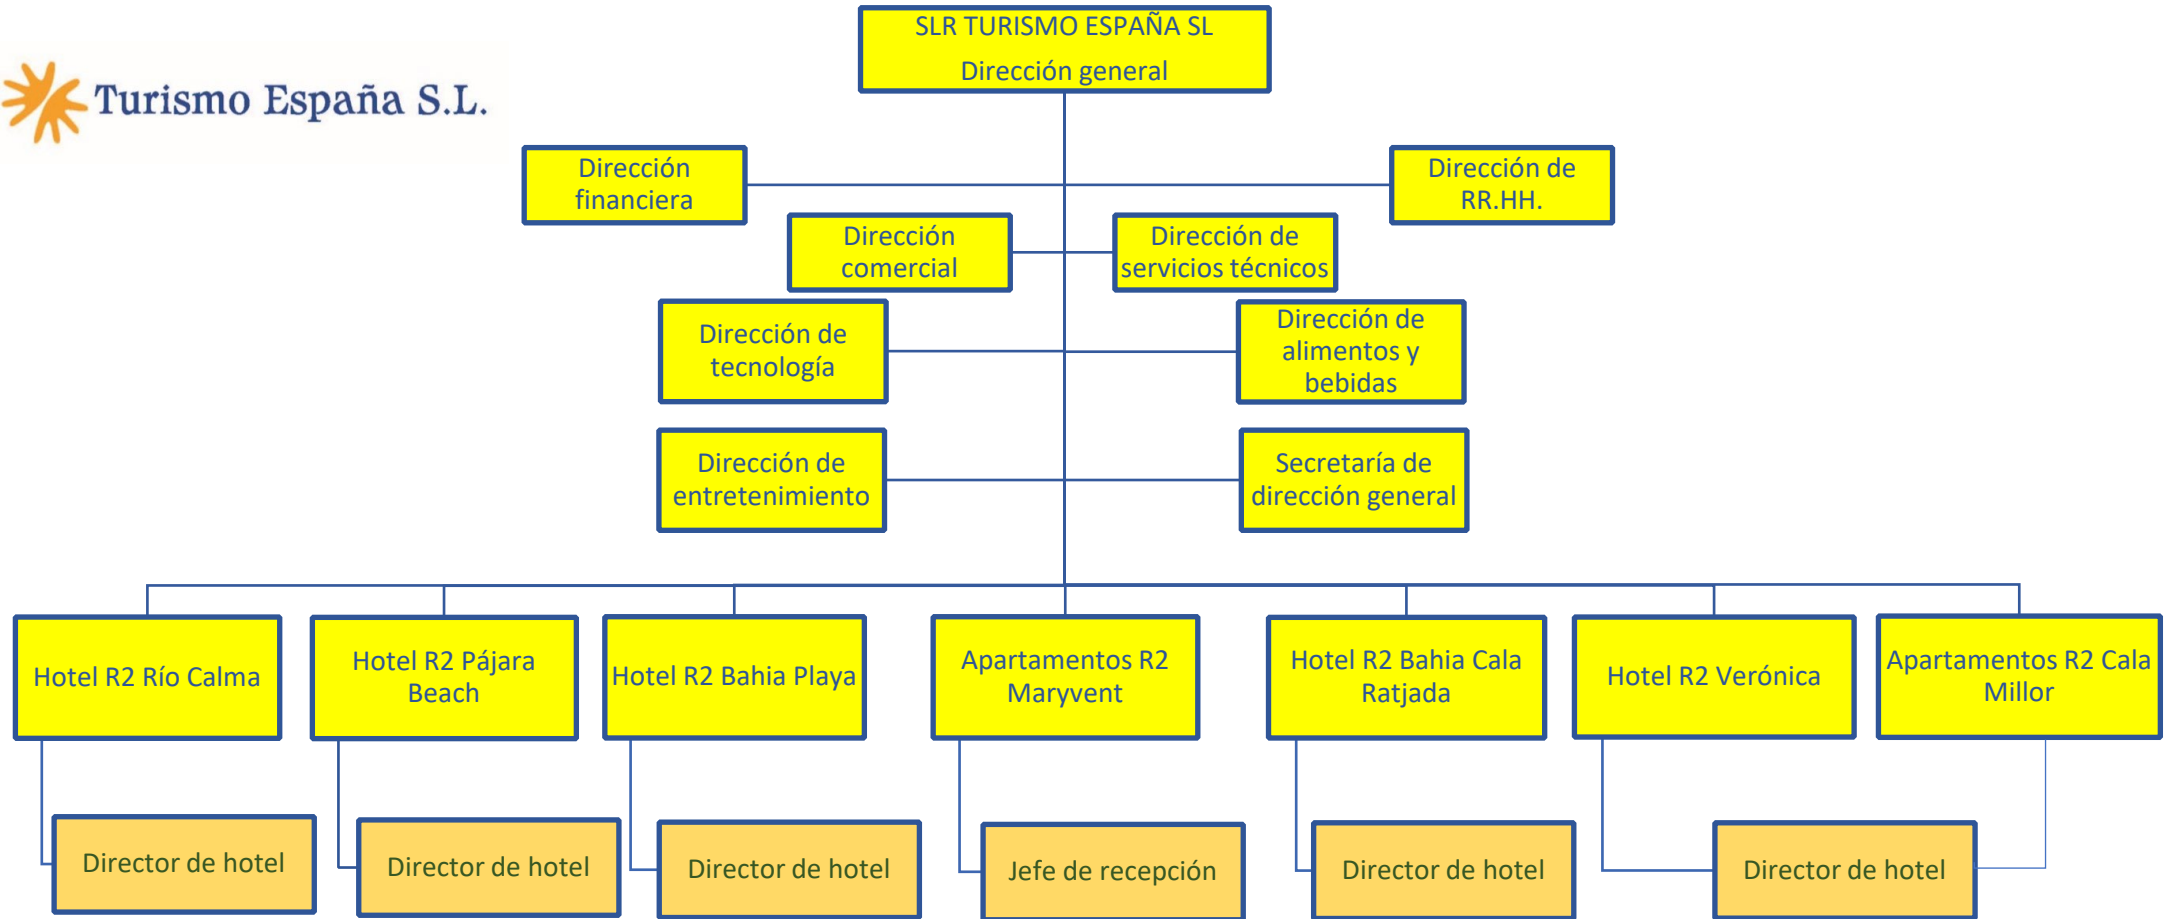 SLR TURISMO ESPAÑA SL
Dirección general
Turismo España S.L.
Dirección
financiera
Dirección de
RR.HH.
Dirección
comercial
Dirección de
servicios técnicos
Dirección de
tecnología
Dirección de
alimentos y
bebidas
Dirección de
entretenimiento
Secretaría de
dirección general
Hotel R2 Río Calma
Hotel R2 Pájara
Beach
Hotel R2 Bahia Playa
Apartamentos R2
Maryvent
Hotel R2 Bahia Cala
Ratjada
Hotel R2 Verónica
Apartamentos R2 Cala
Millor
Director de hotel
Director de hotel
Director de hotel
Jefe de recepción
Director de hotel
Director de hotel